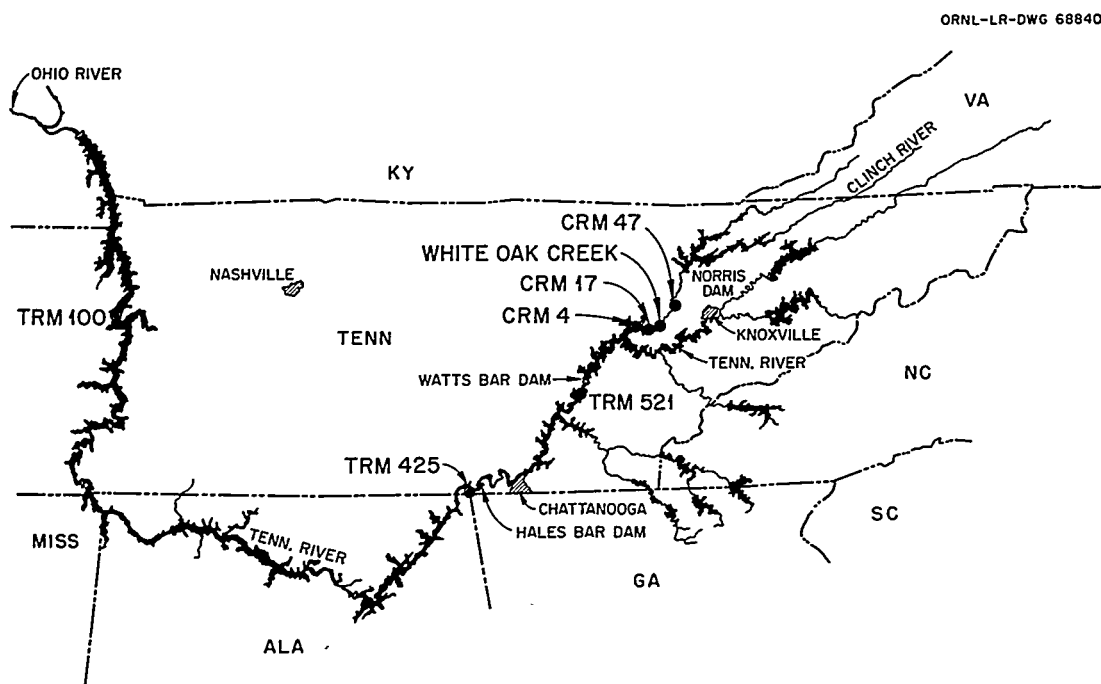 ORNL-LR-DWG 68840
OHIO RIVER
VA
CLINCH RIVER
KY
CRM 47
WHITE OAK CREEK
NASHVILLE
NORRIS
DAM
CRM 17
TRM 100
CRM 4
KNOXVILLE
TENN
TENN. RIVER
NC
WATTS BAR DAM
TRM 521
TRM 425
CHATTANOOGA
HALES BAR DAM
SC
MISS
TENN. RIVER
GA
ALA